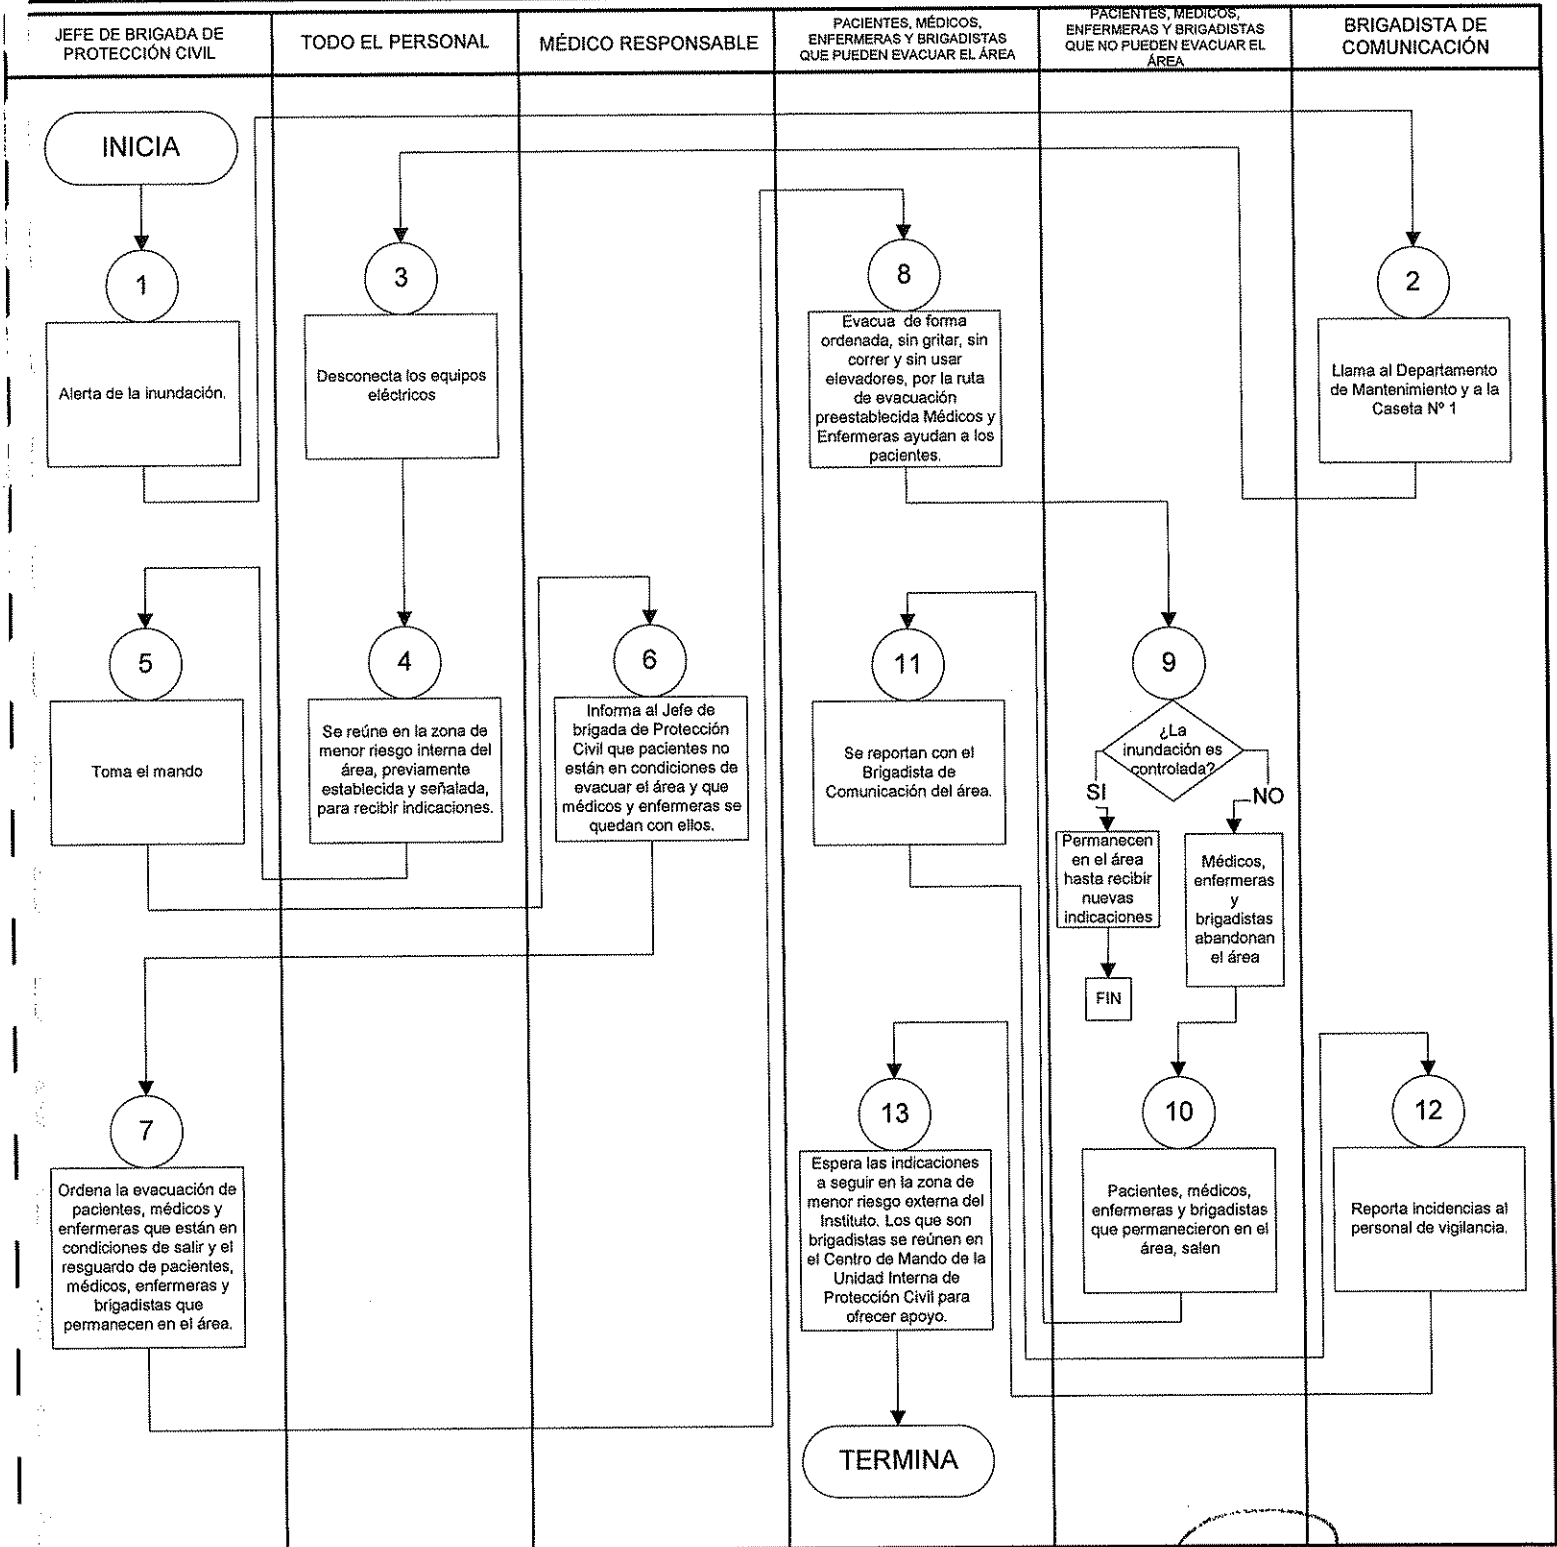 JEFE DE BRIGADA DE
PROTECCIÓN CIVIL
TODO EL PERSONAL
MÉDICO RESPONSABLE
PACIENTES, MÉDICOS,
ENFERMERAS Y BRIGADISTAS
QUE PUEDEN EVACUAR EL ÁREA
PACIENTES, MÉDICOS,
ENFERMERAS Y BRIGADISTAS
QUE NO PUEDEN EVACUAR EL
ÁREA
BRIGADISTA DE
COMUNICACIÓN
INICIA
1
Alerta de la inundación.
2
Llama al Departamento
de Mantenimiento y a la
Caseta Nº 1
3
Desconecta los equipos
eléctricos
4
Se reúne en la zona de
menor riesgo interna del
área, previamente
establecida y señalada,
para recibir indicaciones.
5
Toma el mando
6
Informa al Jefe de
brigada de Protección
Civil que pacientes no
están en condiciones de
evacuar el área y que
médicos y enfermeras se
quedan con ellos.
7
Ordena la evacuación de
pacientes, médicos y
enfermeras que están en
condiciones de salir y el
resguardo de pacientes,
médicos, enfermeras y
brigadistas que
permanecen en el área.
8
Evacua de forma
ordenada, sin gritar, sin
correr y sin usar
elevadores, por la ruta
de evacuación
preestablecida Médicos y
Enfermeras ayudan a los
pacientes.
9
¿La
inundación es
controlada?
SI
NO
Permanecen
en el área
hasta recibir
nuevas
indicaciones
FIN
Médicos,
enfermeras
y
brigadistas
abandonan
el área
10
Pacientes, médicos,
enfermeras y brigadistas
que permanecieron en el
área, salen
11
Se reportan con el
Brigadista de
Comunicación del área.
12
Reporta incidencias al
personal de vigilancia.
13
Espera las indicaciones
a seguir en la zona de
menor riesgo externa del
Instituto. Los que son
brigadistas se reúnen en
el Centro de Mando de la
Unidad Interna de
Protección Civil para
ofrecer apoyo.
TERMINA